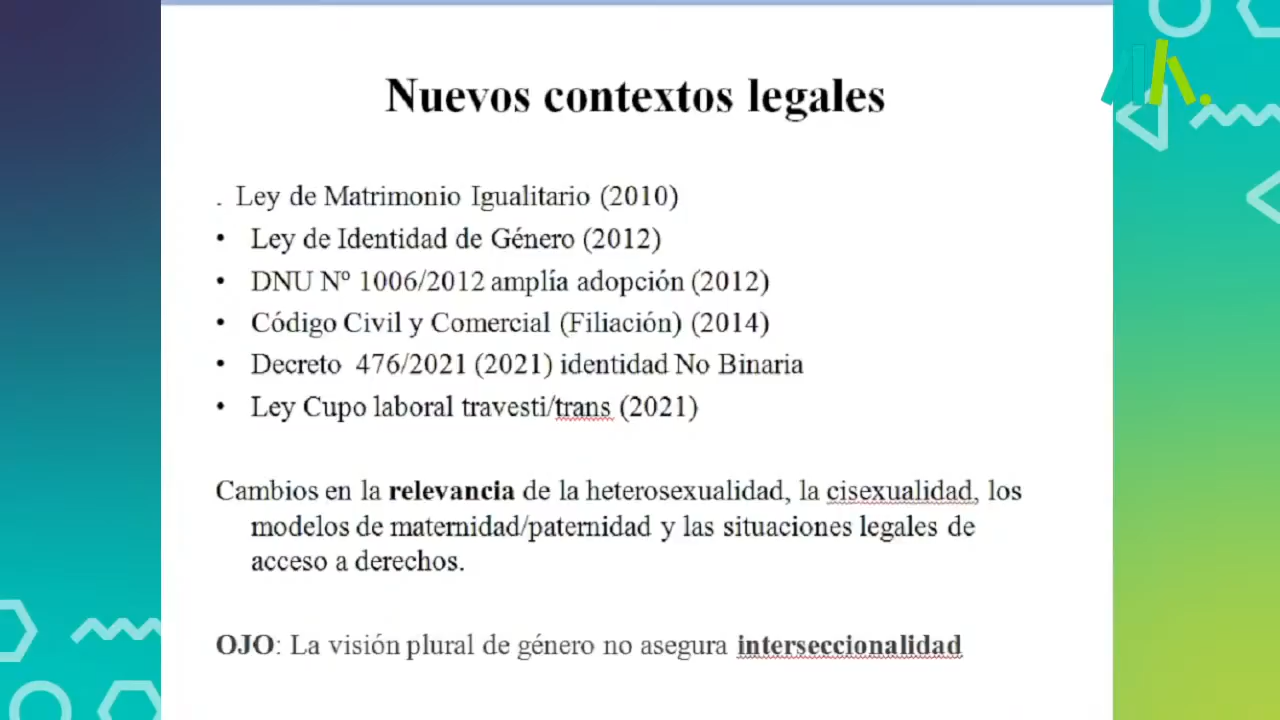 Nuevos contextos legales
. Ley de Matrimonio Igualitario (2010)
• Ley de Identidad de Género (2012)
• DNU Nº 1006/2012 amplía adopción (2012)
• Código Civil y Comercial (Filiación) (2014)
• Decreto 476/2021 (2021) identidad No Binaria
• Ley Cupo laboral travesti/trans (2021)
Cambios en la relevancia de la heterosexualidad, la cisexualidad, los
modelos de maternidad/paternidad y las situaciones legales de
acceso a derechos.
OJO: La visión plural de género no asegura interseccionalidad